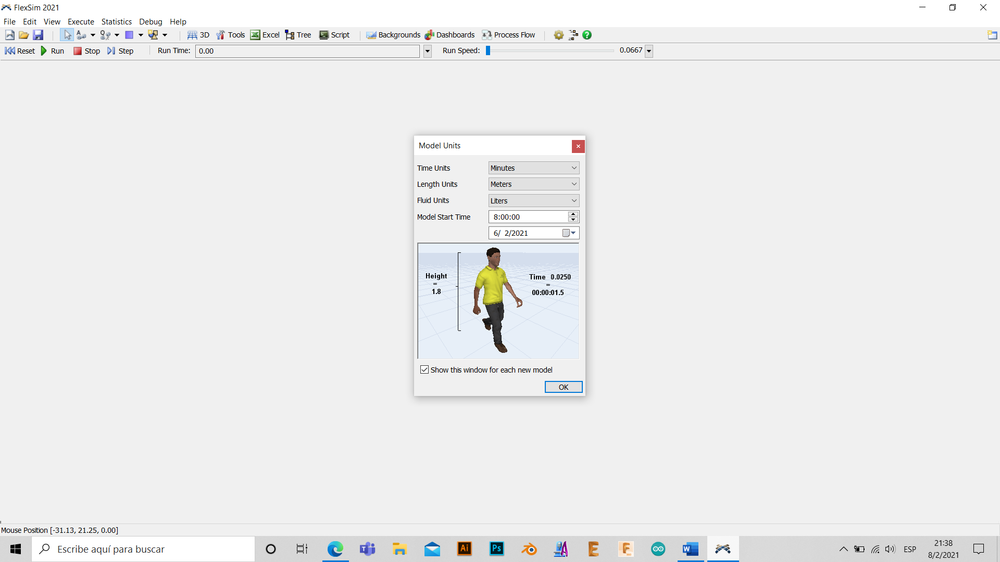 FlexSim 2021
File Edit View Execute Statistics Debug Help
3D Tools Excel Tree Script Backgrounds Dashboards Process Flow
Reset Run Stop Step Run Time: 0.00 Run Speed: 0.0667
Model Units
Time Units Minutes
Length Units Meters
Fluid Units Liters
Model Start Time 8:00:00
6/ 2/2021
Height
=
1.8
Time 0.0250
=
00:00:01.5
Show this window for each new model
OK
Mouse Position [-31.13, 21.25, 0.00]
Escribe aquí para buscar
Ai
Ps
ESP
21:38
8/2/2021